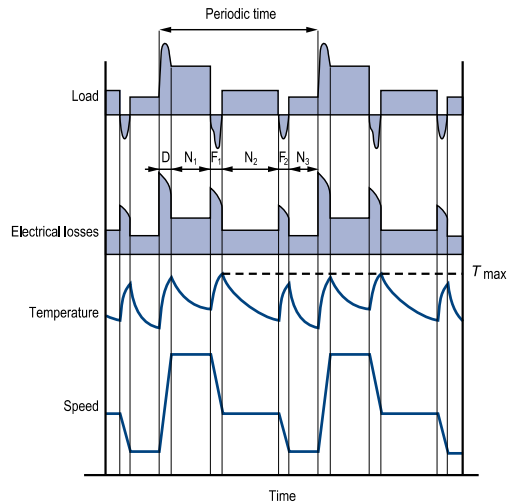 Periodic time
Load
D N₁ F₁ N₂ F₂ N₃
Electrical losses
T max
Temperature
Speed
Time